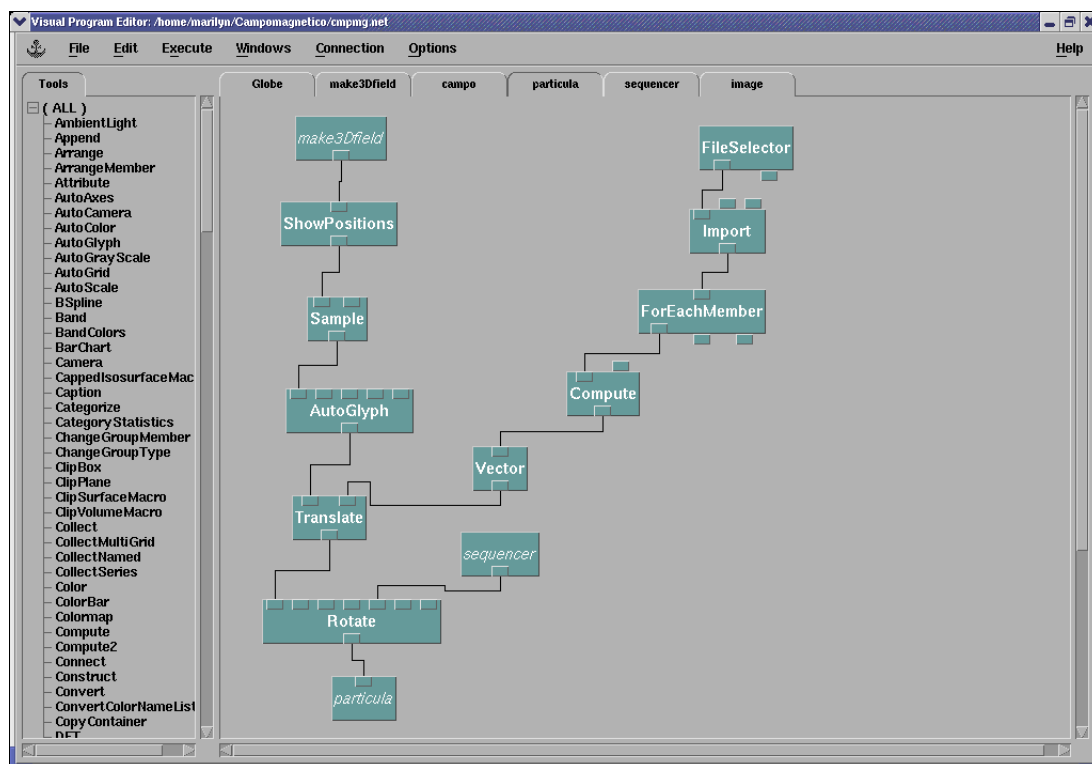 Visual Program Editor: /home/marilyn/Campomagnetico/cmpmg.net
File Edit Execute Windows Connection Options Help
Tools
Globe make3Dfield campo particula sequencer image
( ALL )
AmbientLight
Append
Arrange
ArrangeMember
Attribute
AutoAxes
AutoCamera
AutoColor
AutoGlyph
AutoGrayScale
AutoGrid
AutoScale
BSpline
Band
BandColors
BarChart
Camera
CappedIsosurfaceMac
Caption
Categorize
CategoryStatistics
ChangeGroupMember
ChangeGroupType
ClipBox
ClipPlane
ClipSurfaceMacro
ClipVolumeMacro
Collect
CollectMultiGrid
CollectNamed
CollectSeries
Color
ColorBar
Colormap
Compute
Compute2
Connect
Construct
Convert
ConvertColorNameList
CopyContainer
DFT
make3Dfield
FileSelector
ShowPositions
Import
ForEachMember
Sample
Compute
AutoGlyph
Vector
Translate
sequencer
Rotate
particula